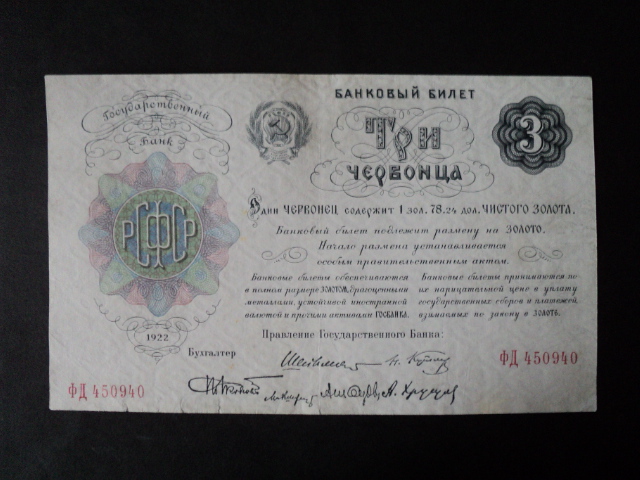 Государственный
Банк
РСФСР
1922
БАНКОВЫЙ БИЛЕТ
ТРИ
ЧЕРВОНЦА
3
Один ЧЕРВОНЕЦ содержит 1 зол. 78,24 дол. ЧИСТОГО ЗОЛОТА.
Банковый билет подлежит размену на ЗОЛОТО.
Начало размена устанавливается
особым правительственным актом.
Банковые билеты обеспечиваются
в полном размере ЗОЛОТОМ, драгоценными
металлами, устойчивой иностранной
валютой и прочими активами ГОСБАНКА.
Банковые билеты принимаются по
их нарицательной цене в уплату
государственных сборов и платежей,
взимаемых по закону в ЗОЛОТЕ.
Правление Государственного Банка:
Бухгалтер
ФД 450940
ФД 450940